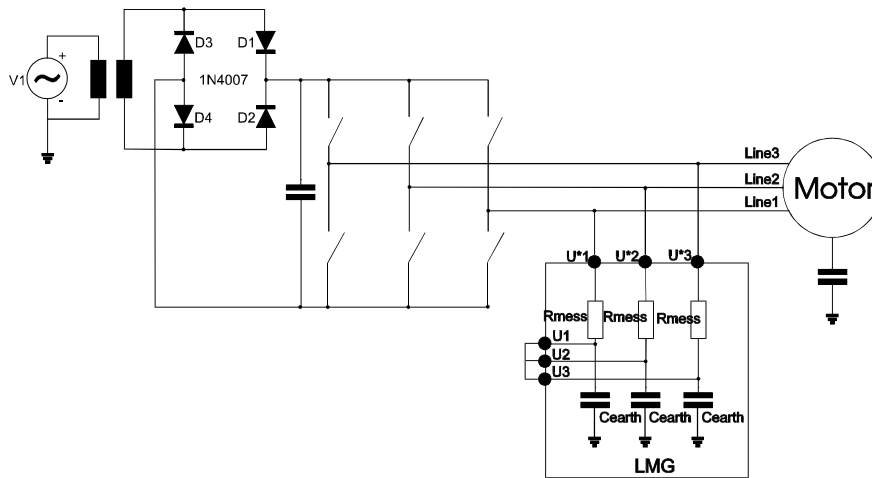 D3
D1
V1
+
-
1N4007
D4
D2
Line3
Line2
Line1
Motor
U*1
U*2
U*3
Rmess
Rmess
Rmess
U1
U2
U3
Cearth
Cearth
Cearth
LMG